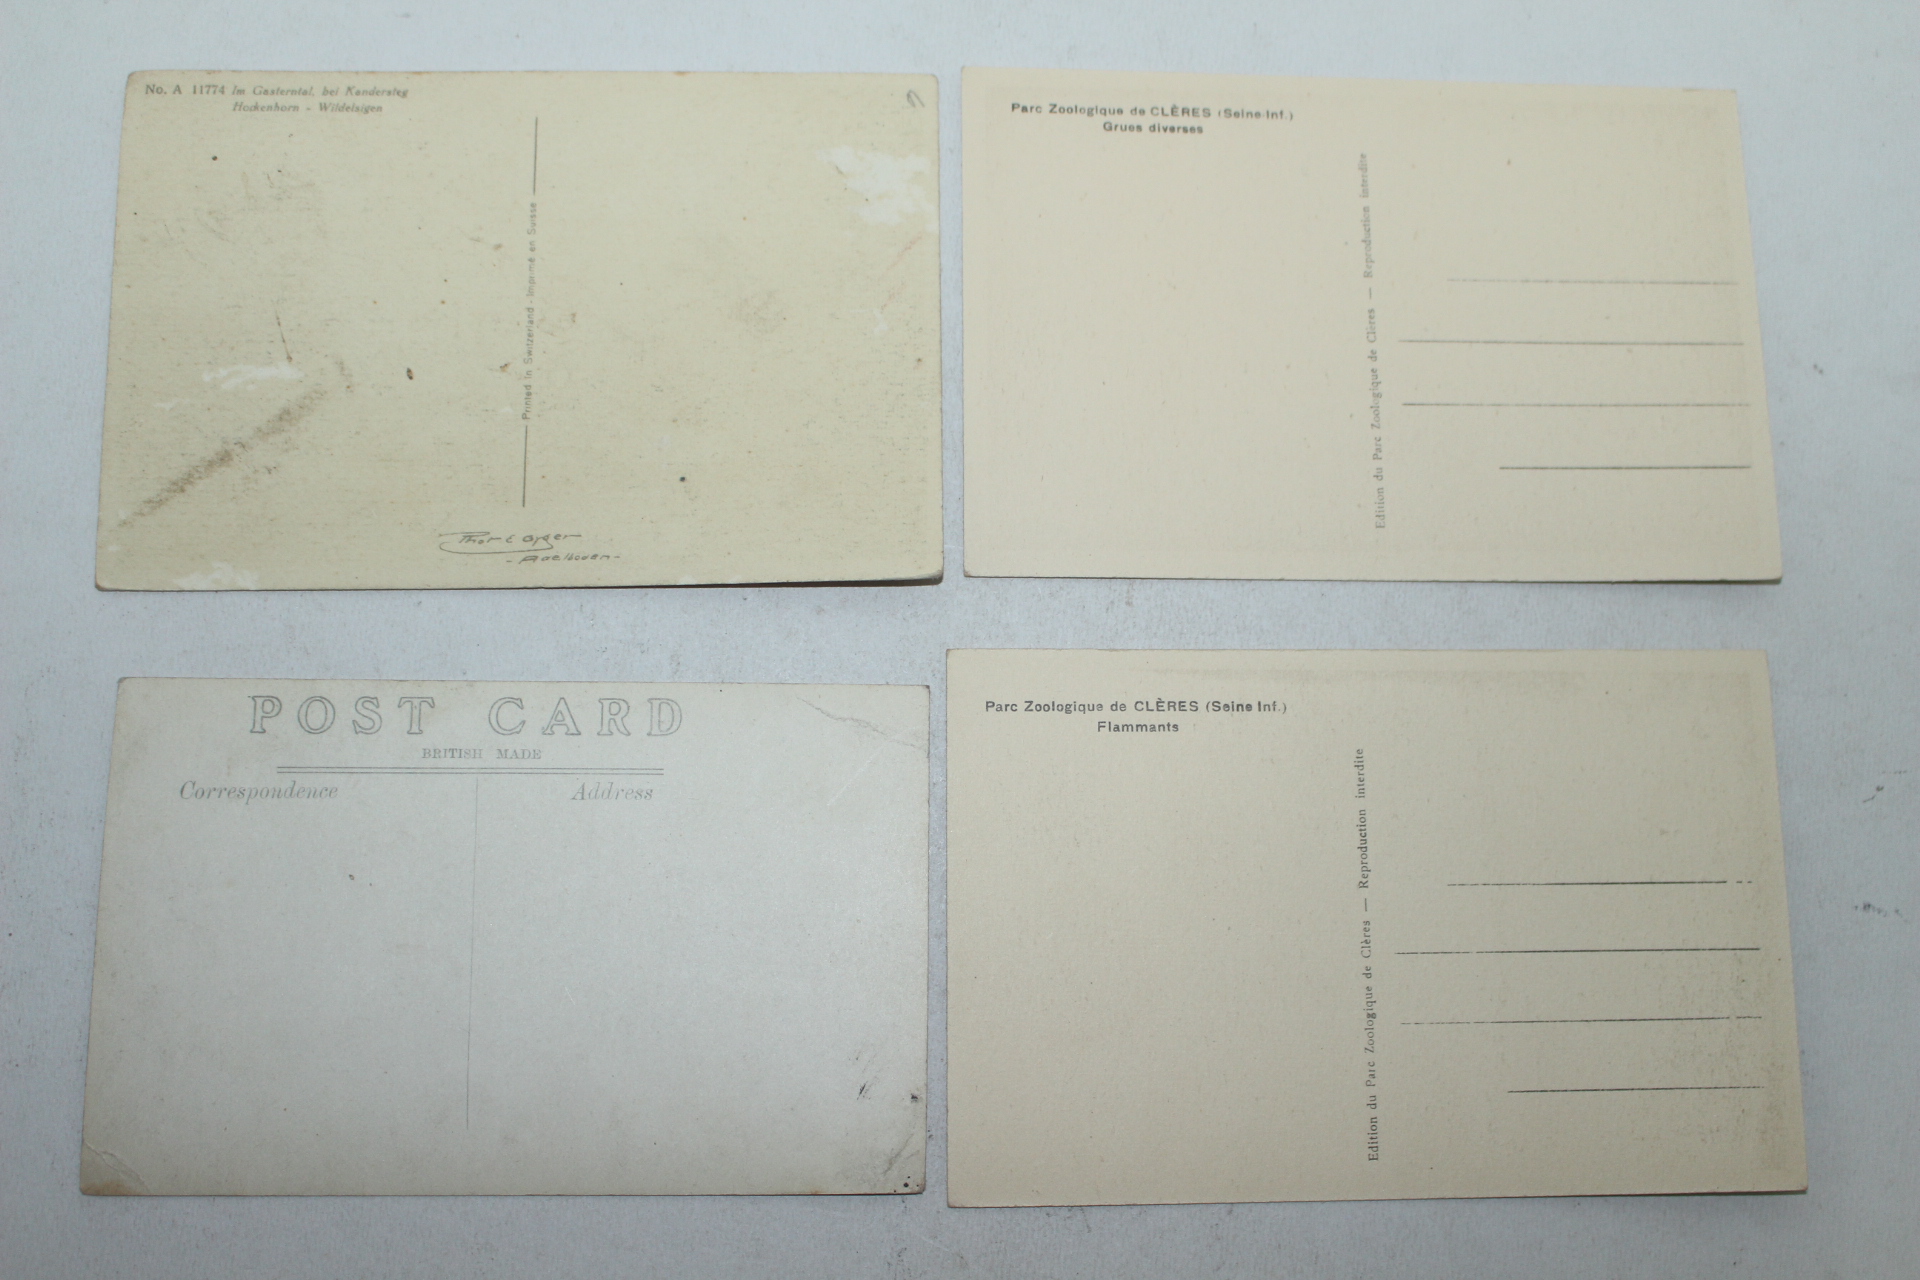 No. A 11774 Im Gasterntal, bei Kandersteg
Hockenhorn - Wildelsigen
Printed in Switzerland - Imprimé en Suisse
- Adelboden -
Parc Zoologique de CLÈRES (Seine-Inf.)
Grues diverses
Edition du Parc Zoologique de Clères — Reproduction interdite
POST CARD
BRITISH MADE
Correspondence
Address
Parc Zoologique de CLÈRES (Seine Inf.)
Flammants
Edition du Parc Zoologique de Clères — Reproduction interdite